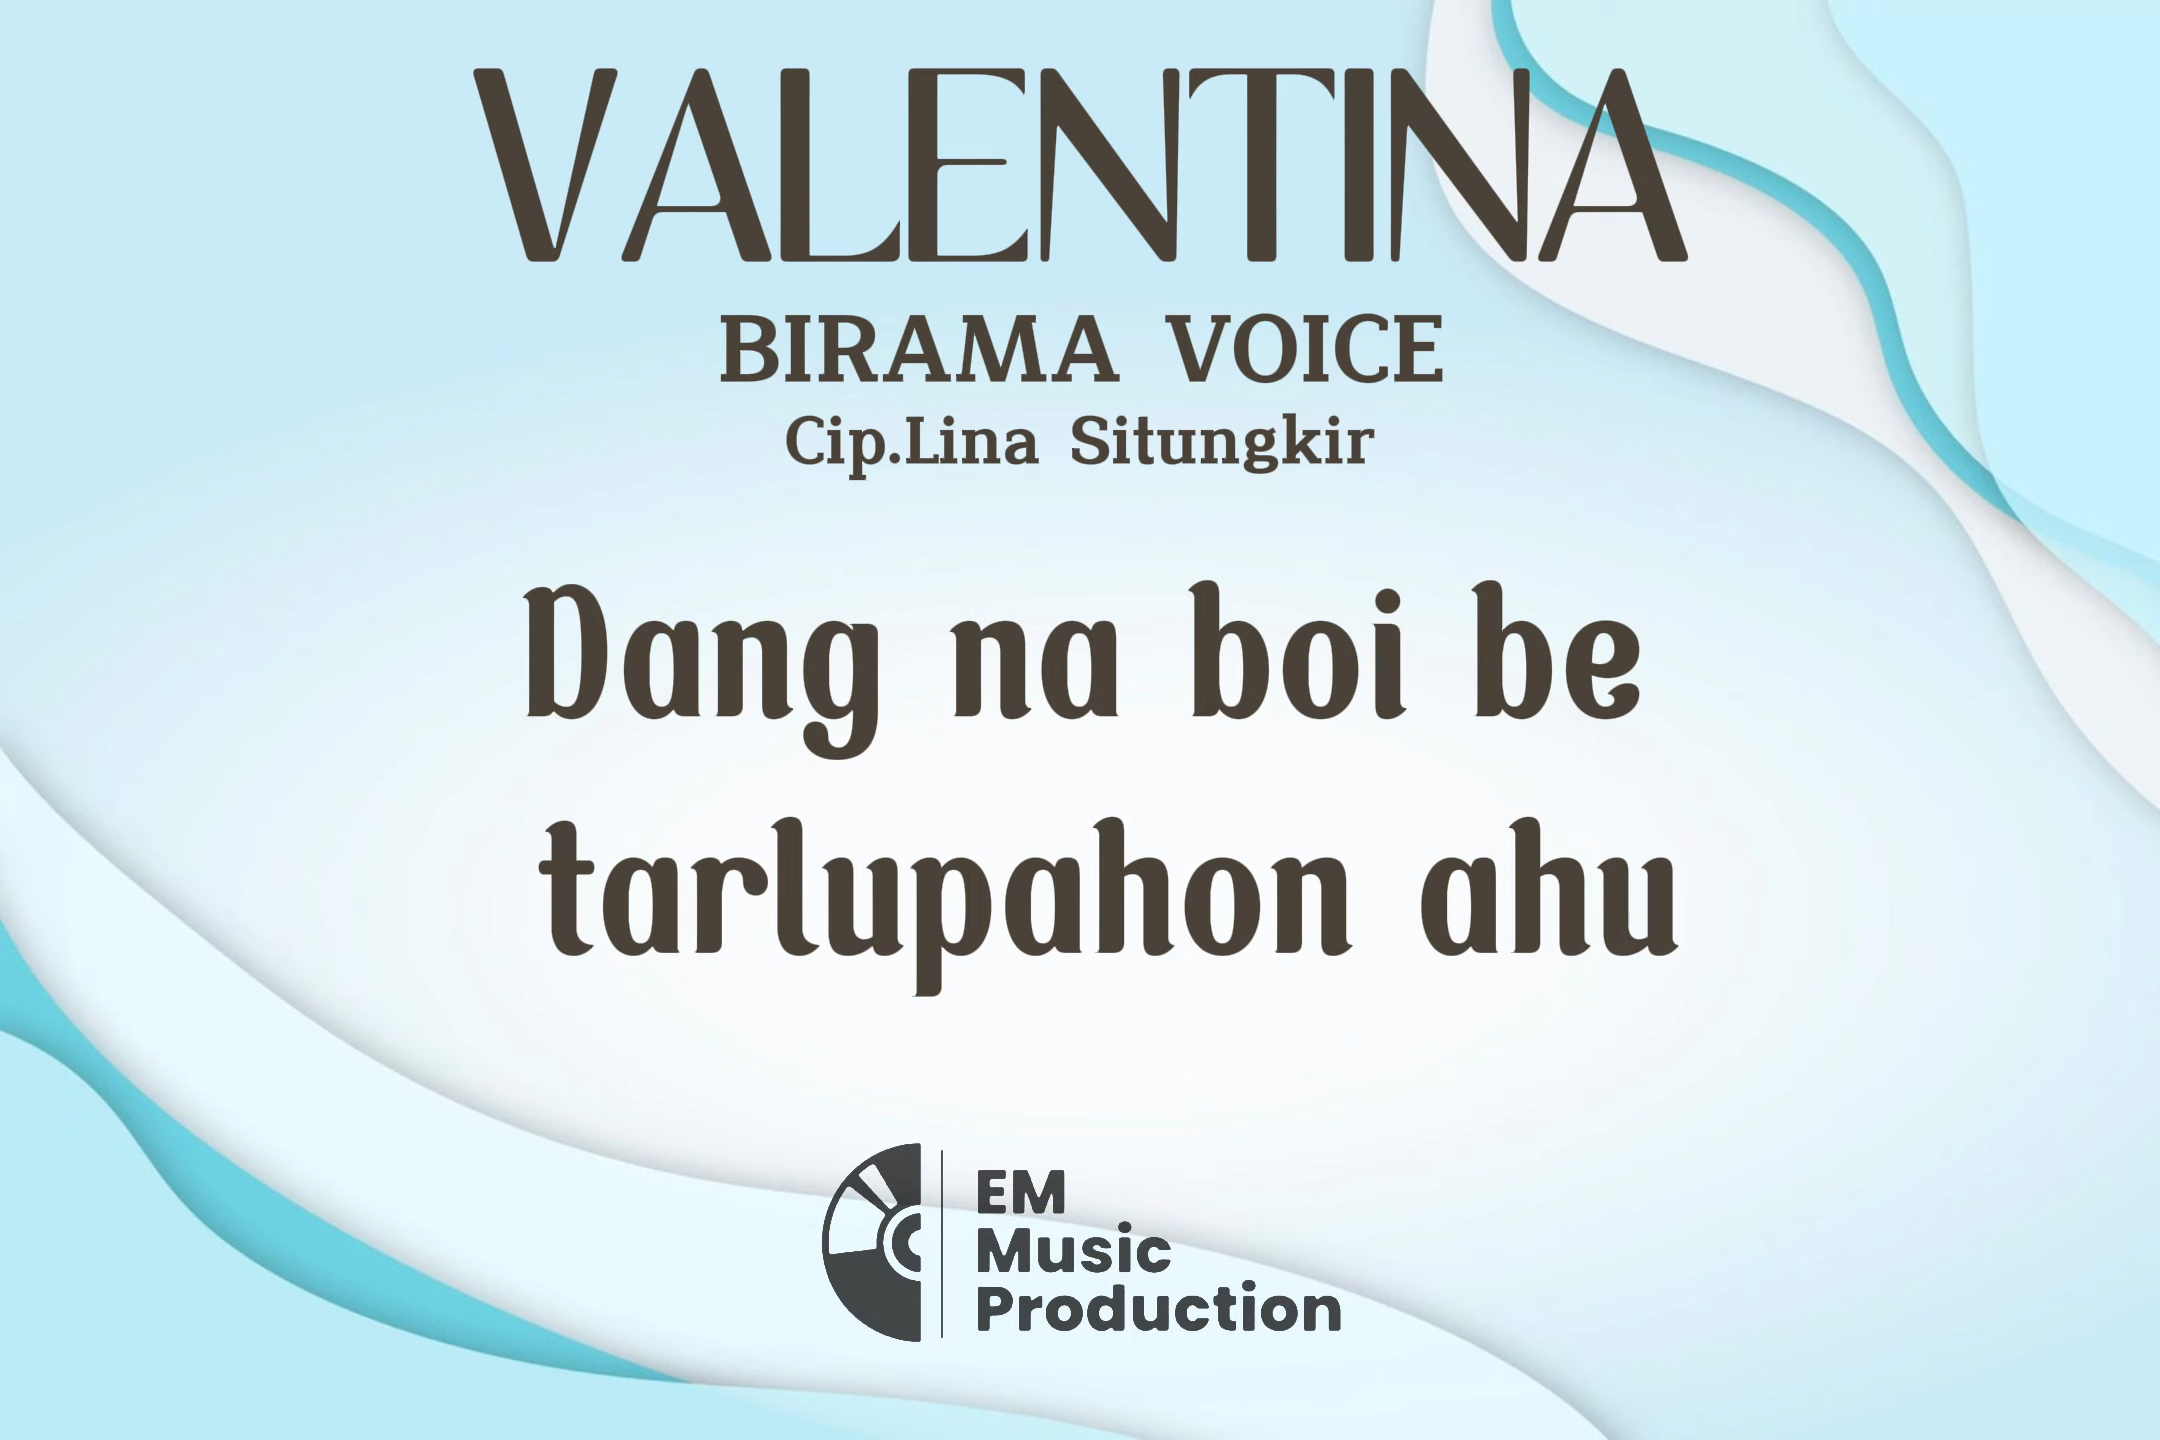 VALENTINA
BIRAMA VOICE
Cip.Lina Situngkir
Dang na boi be
tarlupahon ahu
EM
Music
Production